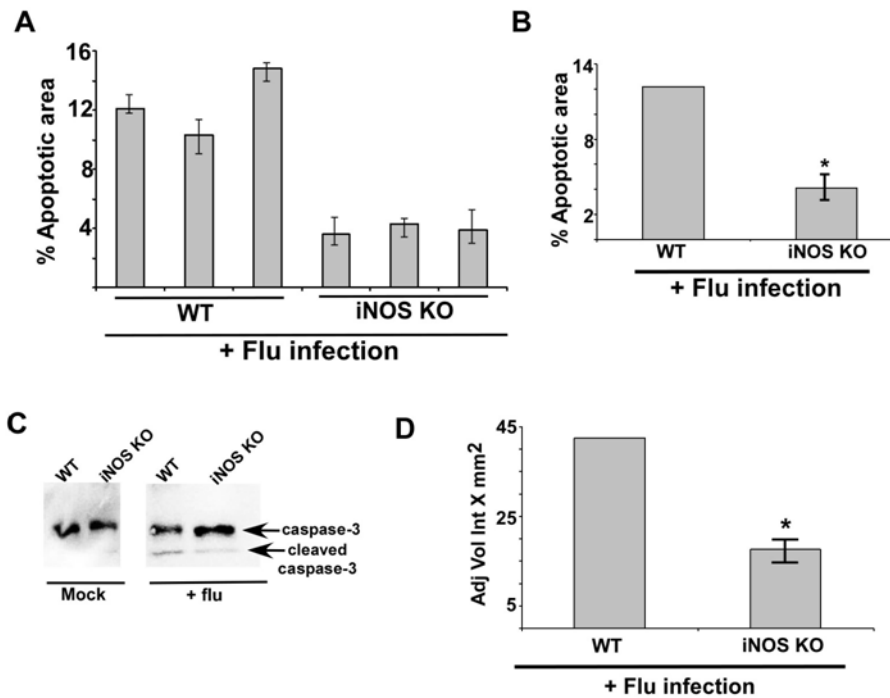 A
% Apoptotic area
16
12
8
4
WT
iNOS KO
+ Flu infection
B
% Apoptotic area
14
8
2
*
WT
iNOS KO
+ Flu infection
C
WT
iNOS KO
WT
iNOS KO
caspase-3
cleaved
caspase-3
Mock
+ flu
D
Adj Vol Int X mm2
45
25
5
*
WT
iNOS KO
+ Flu infection